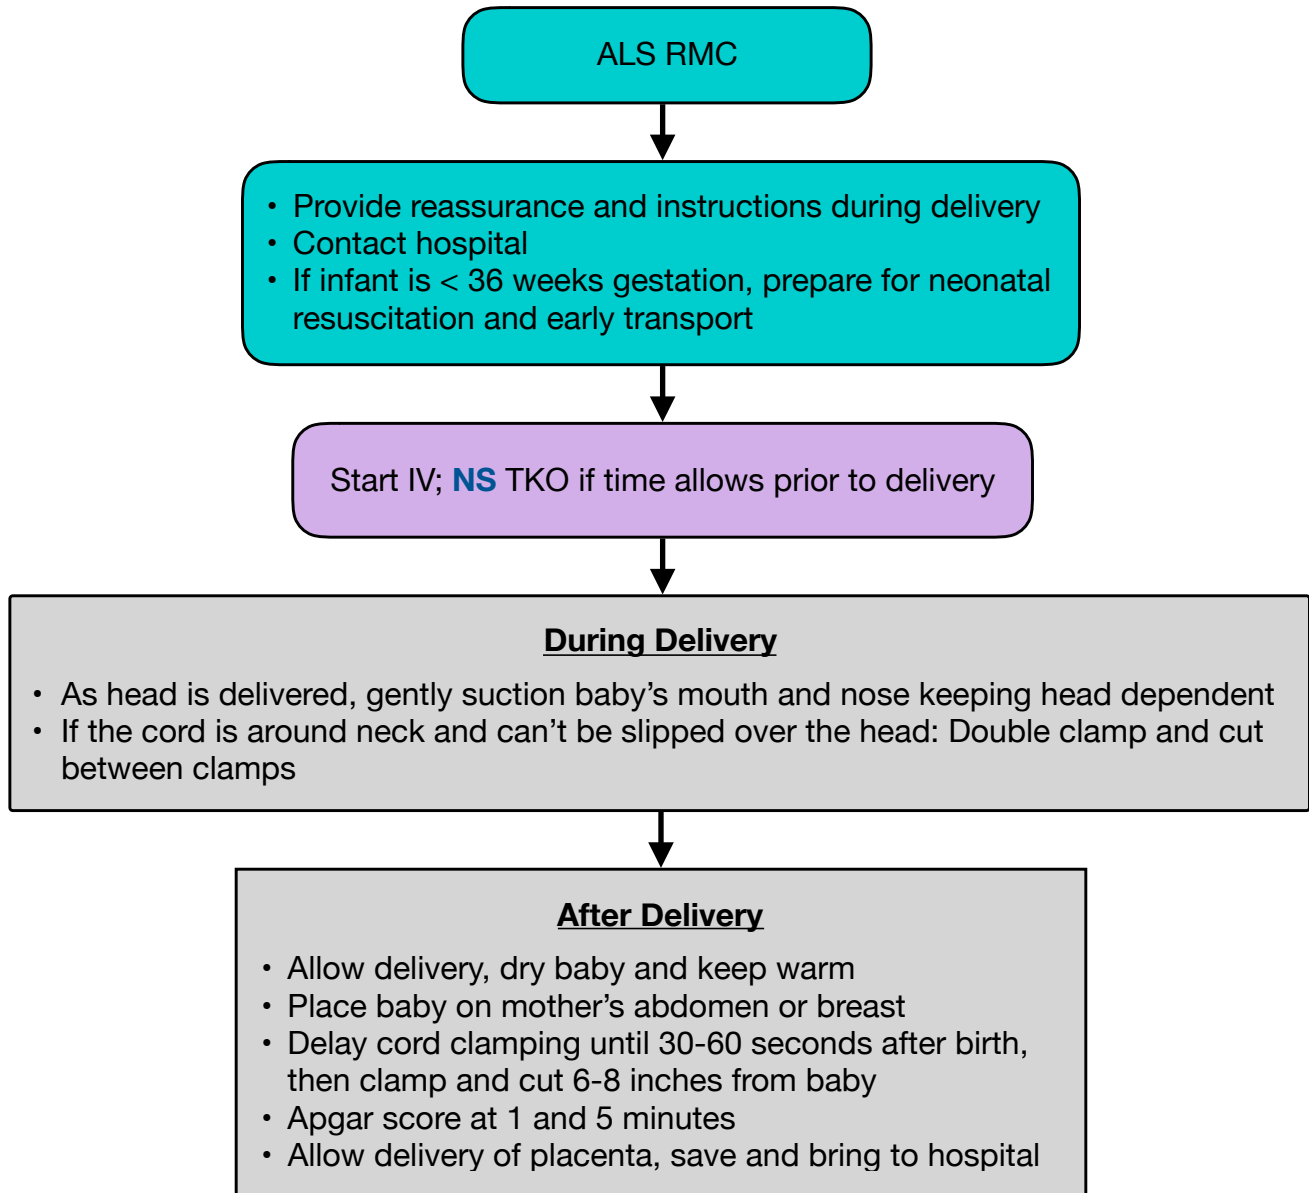 ALS RMC
• Provide reassurance and instructions during delivery
• Contact hospital
• If infant is < 36 weeks gestation, prepare for neonatal
resuscitation and early transport
Start IV; NS TKO if time allows prior to delivery
During Delivery
• As head is delivered, gently suction baby’s mouth and nose keeping head dependent
• If the cord is around neck and can’t be slipped over the head: Double clamp and cut
between clamps
After Delivery
• Allow delivery, dry baby and keep warm
• Place baby on mother’s abdomen or breast
• Delay cord clamping until 30-60 seconds after birth,
then clamp and cut 6-8 inches from baby
• Apgar score at 1 and 5 minutes
• Allow delivery of placenta, save and bring to hospital